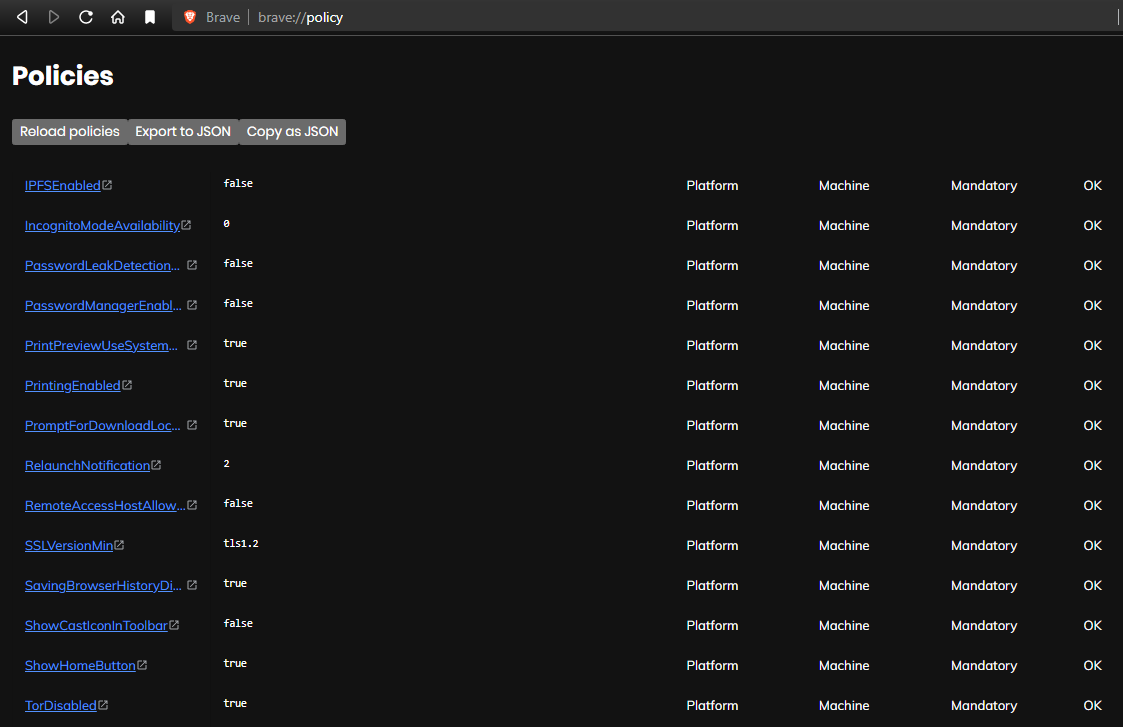 Brave | brave://policy
Policies
Reload policies Export to JSON Copy as JSON
IPFSEnabled false Platform Machine Mandatory OK
IncognitoModeAvailability 0 Platform Machine Mandatory OK
PasswordLeakDetection... false Platform Machine Mandatory OK
PasswordManagerEnabl... false Platform Machine Mandatory OK
PrintPreviewUseSystem... true Platform Machine Mandatory OK
PrintingEnabled true Platform Machine Mandatory OK
PromptForDownloadLoc... true Platform Machine Mandatory OK
RelaunchNotification 2 Platform Machine Mandatory OK
RemoteAccessHostAllow... false Platform Machine Mandatory OK
SSLVersionMin tls1.2 Platform Machine Mandatory OK
SavingBrowserHistoryDi... true Platform Machine Mandatory OK
ShowCastIconInToolbar false Platform Machine Mandatory OK
ShowHomeButton true Platform Machine Mandatory OK
TorDisabled true Platform Machine Mandatory OK